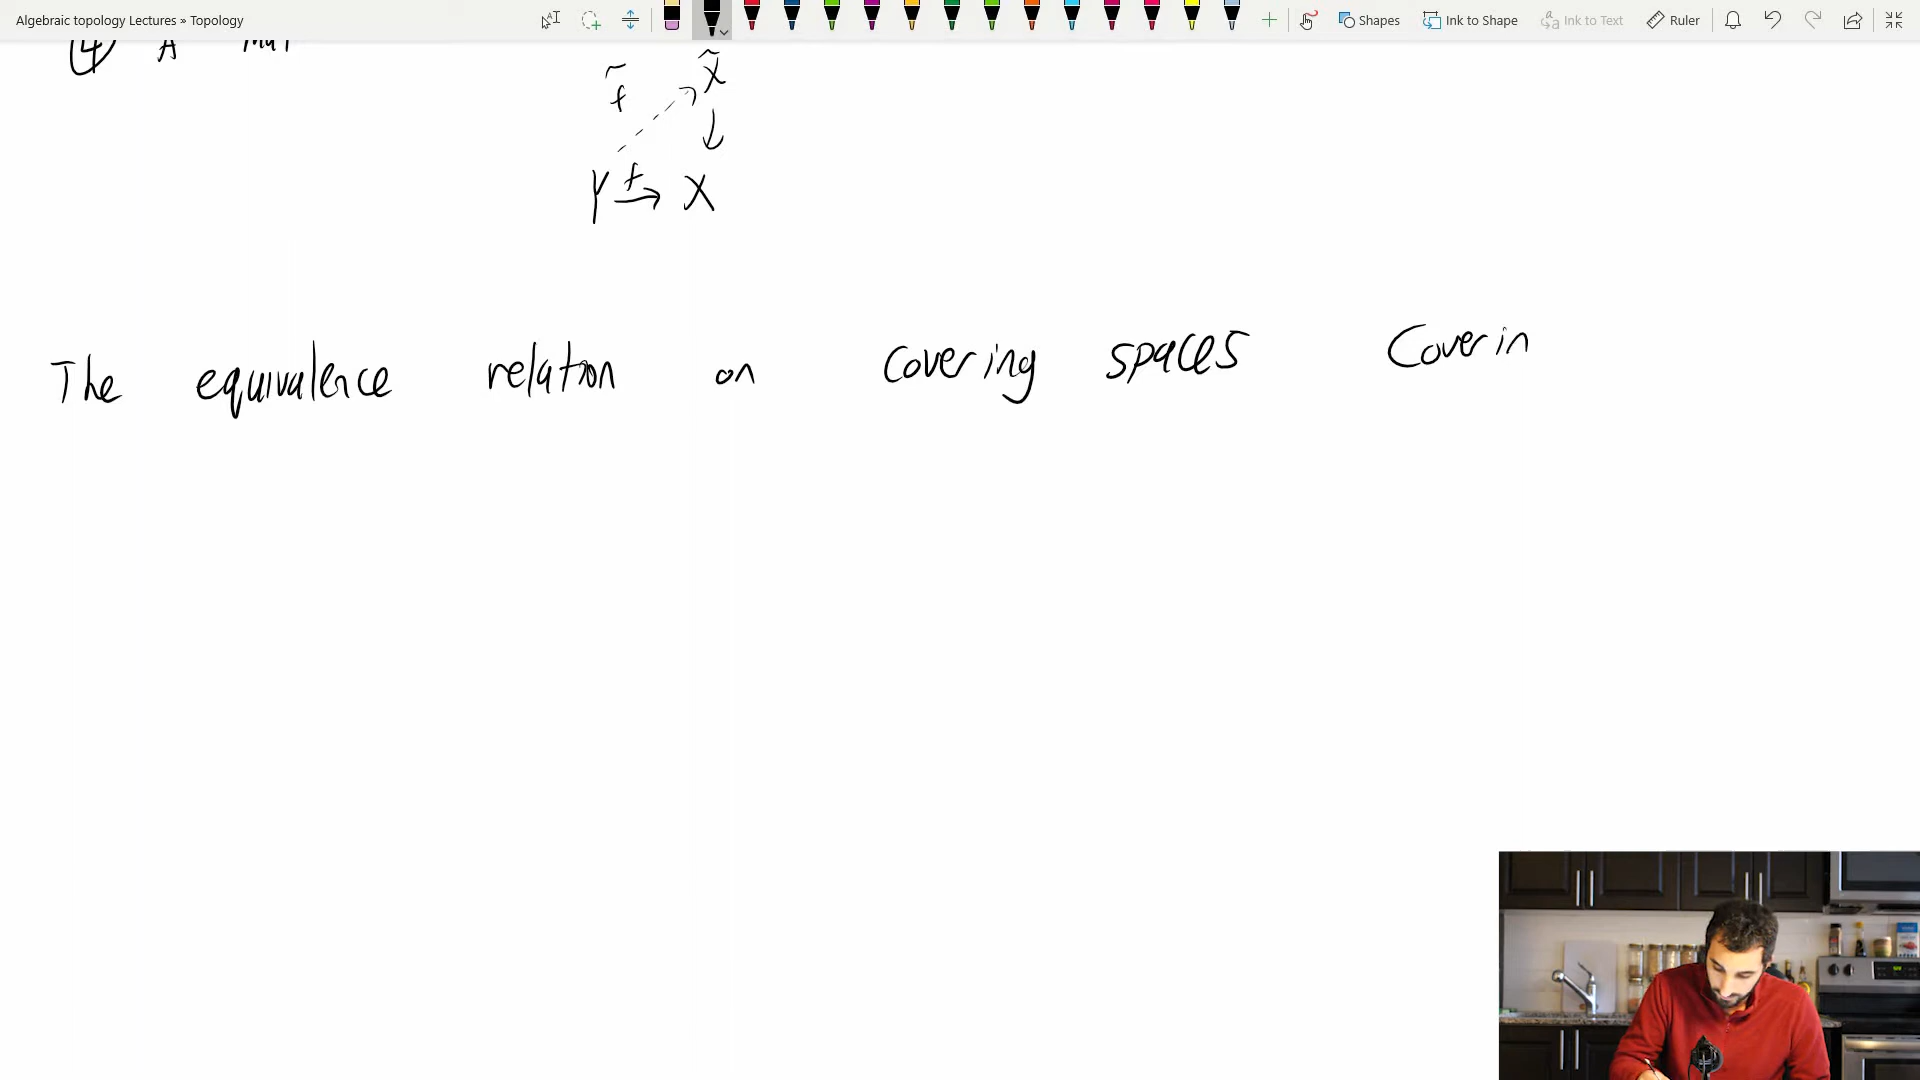 Algebraic topology Lectures » Topology
Shapes
Ink to Shape
Ink to Text
Ruler
④ A
f̃ X̃
Y f→ X
The equivalence relation on covering spaces Coverin